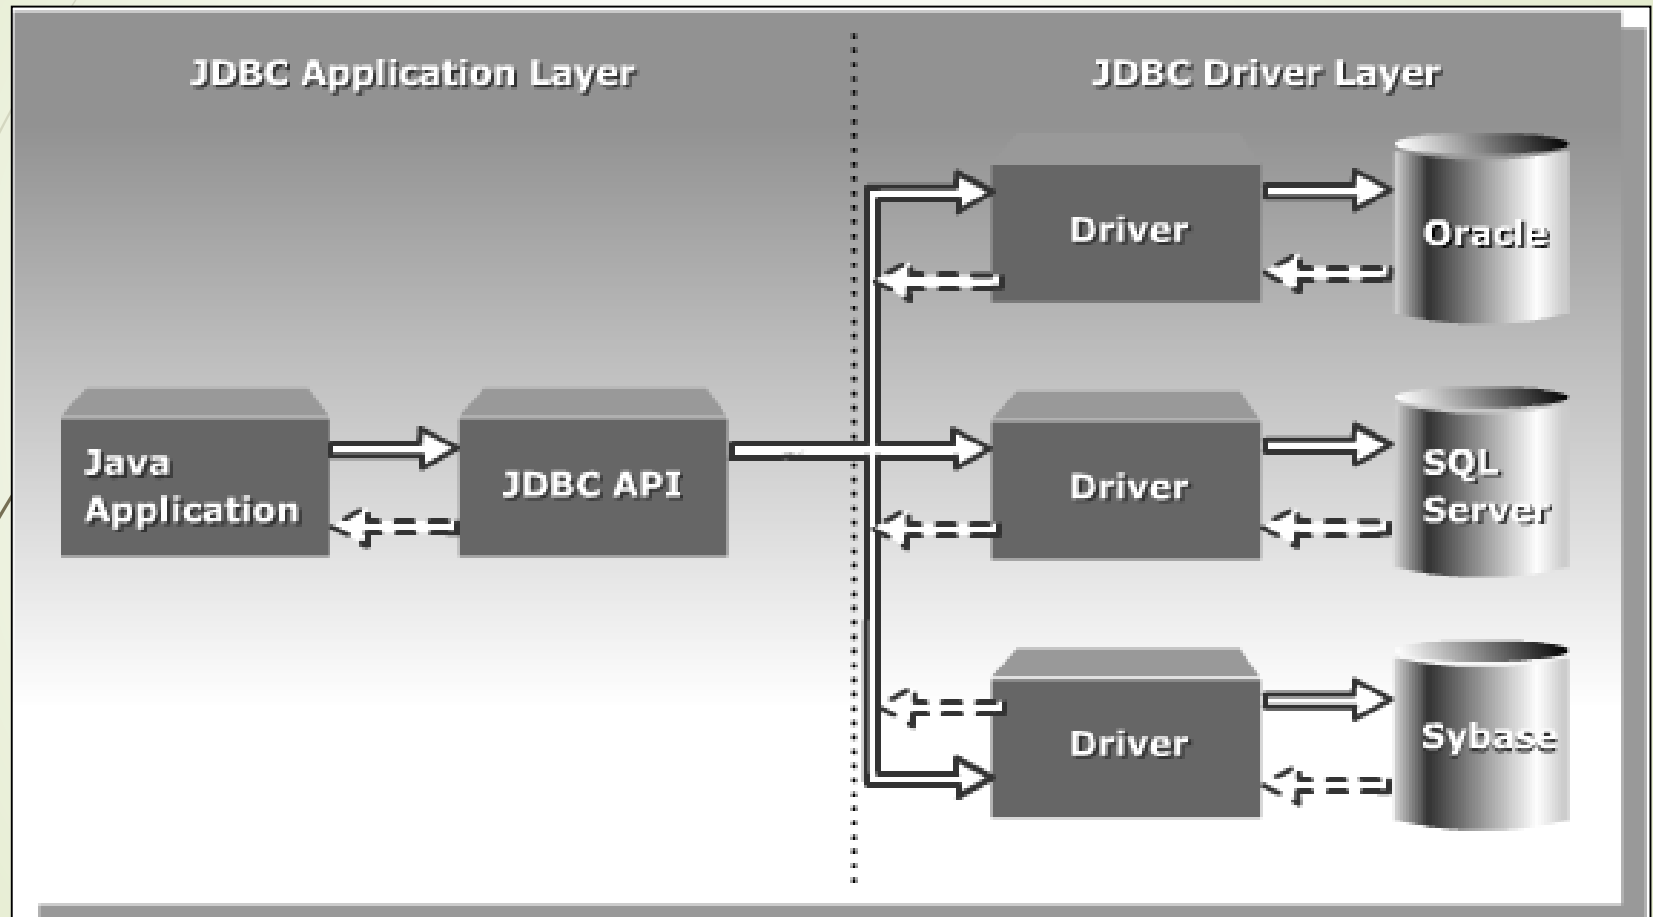 JDBC Application Layer
JDBC Driver Layer
Driver
Oracle
Java
Application
JDBC API
Driver
SQL
Server
Driver
Sybase